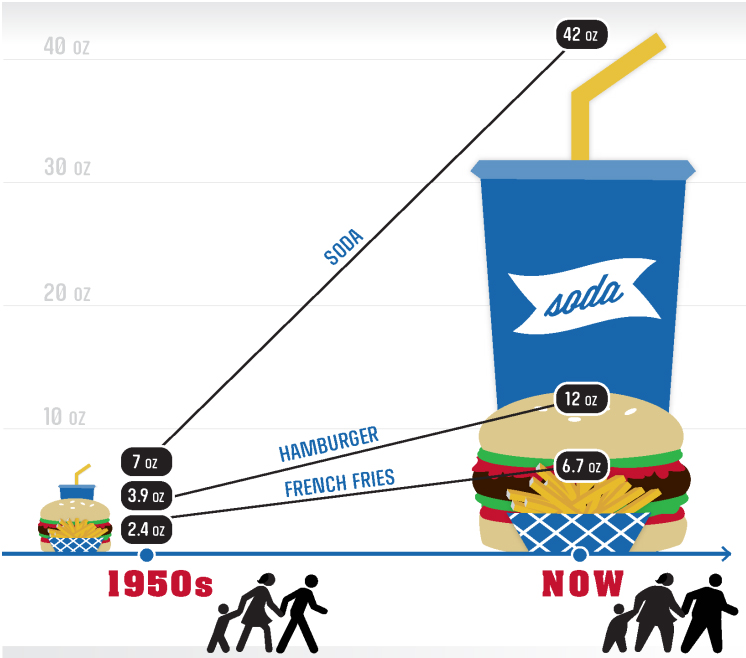 42 oz
40 oz
30 oz
SODA
20 oz
soda
12 oz
10 oz
HAMBURGER
7 oz
6.7 oz
FRENCH FRIES
3.9 oz
2.4 oz
1950s
NOW